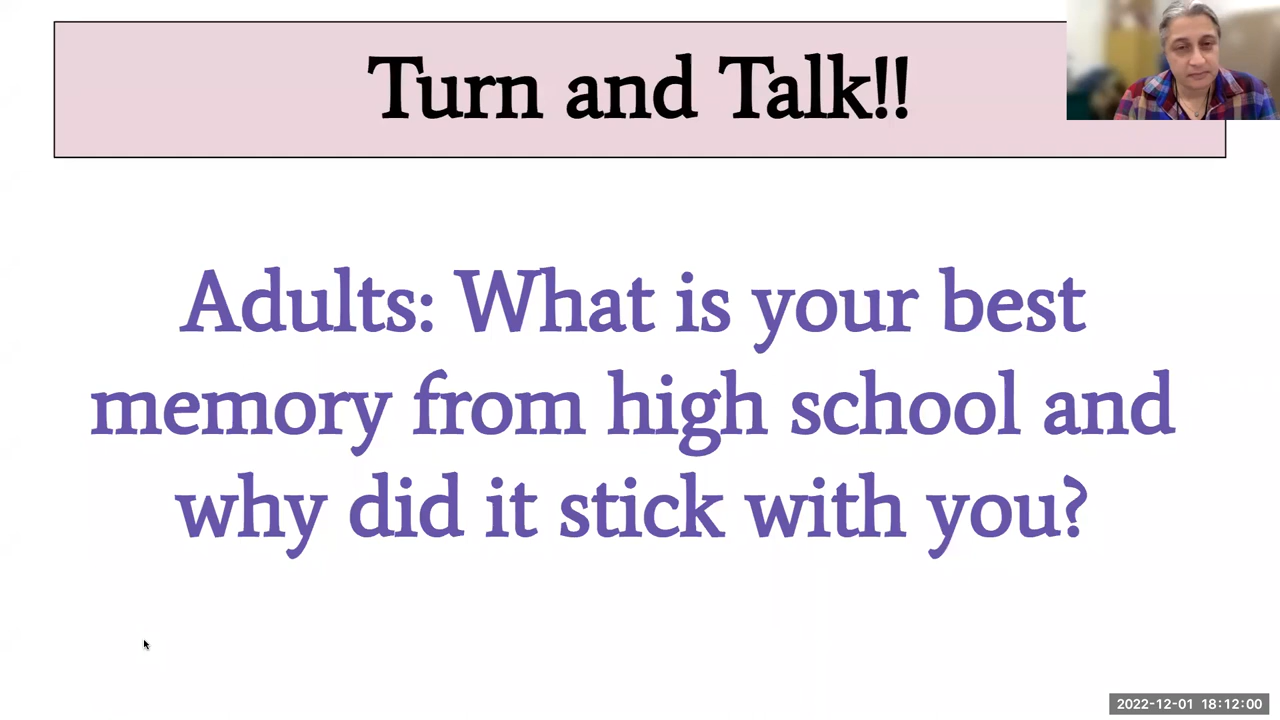 Turn and Talk!!
Adults: What is your best
memory from high school and
why did it stick with you?
2022-12-01 18:12:00